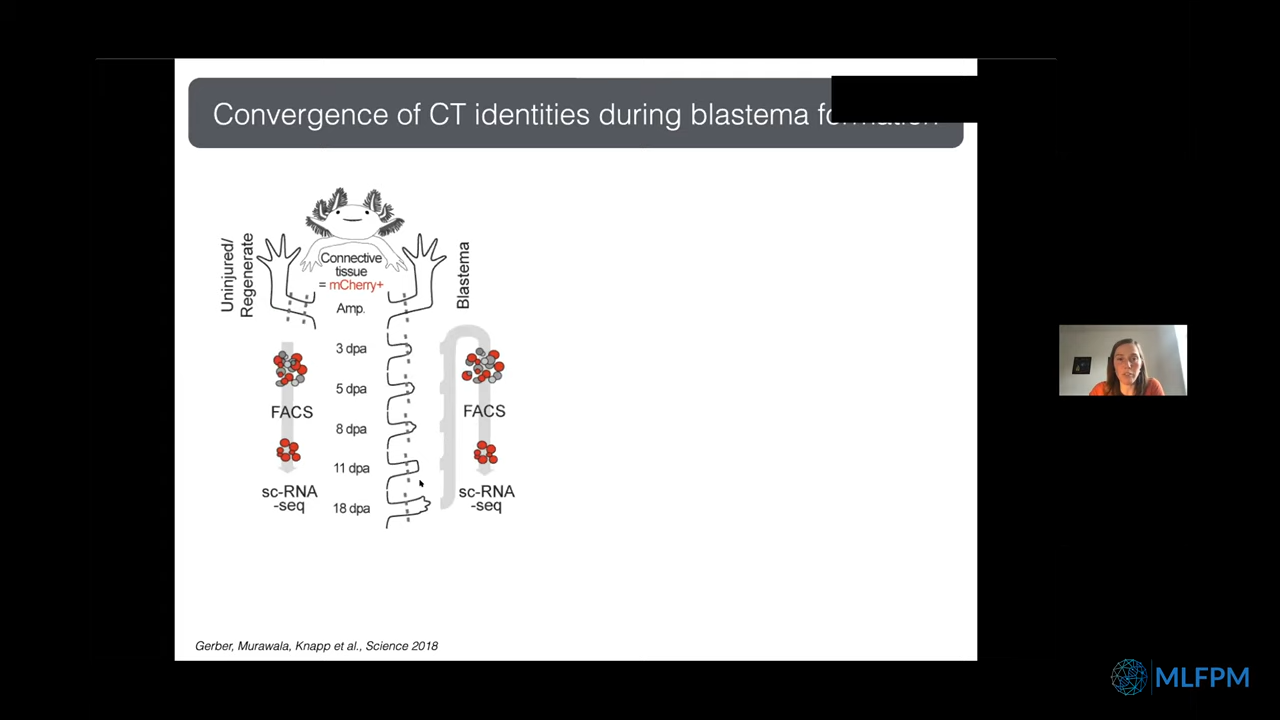 Convergence of CT identities during blastema formation
Uninjured/
Regenerate
Connective
tissue
= mCherry+
Blastema
Amp.
3 dpa
5 dpa
8 dpa
11 dpa
18 dpa
FACS
sc-RNA
-seq
FACS
sc-RNA
-seq
Gerber, Murawala, Knapp et al., Science 2018
MLFPM